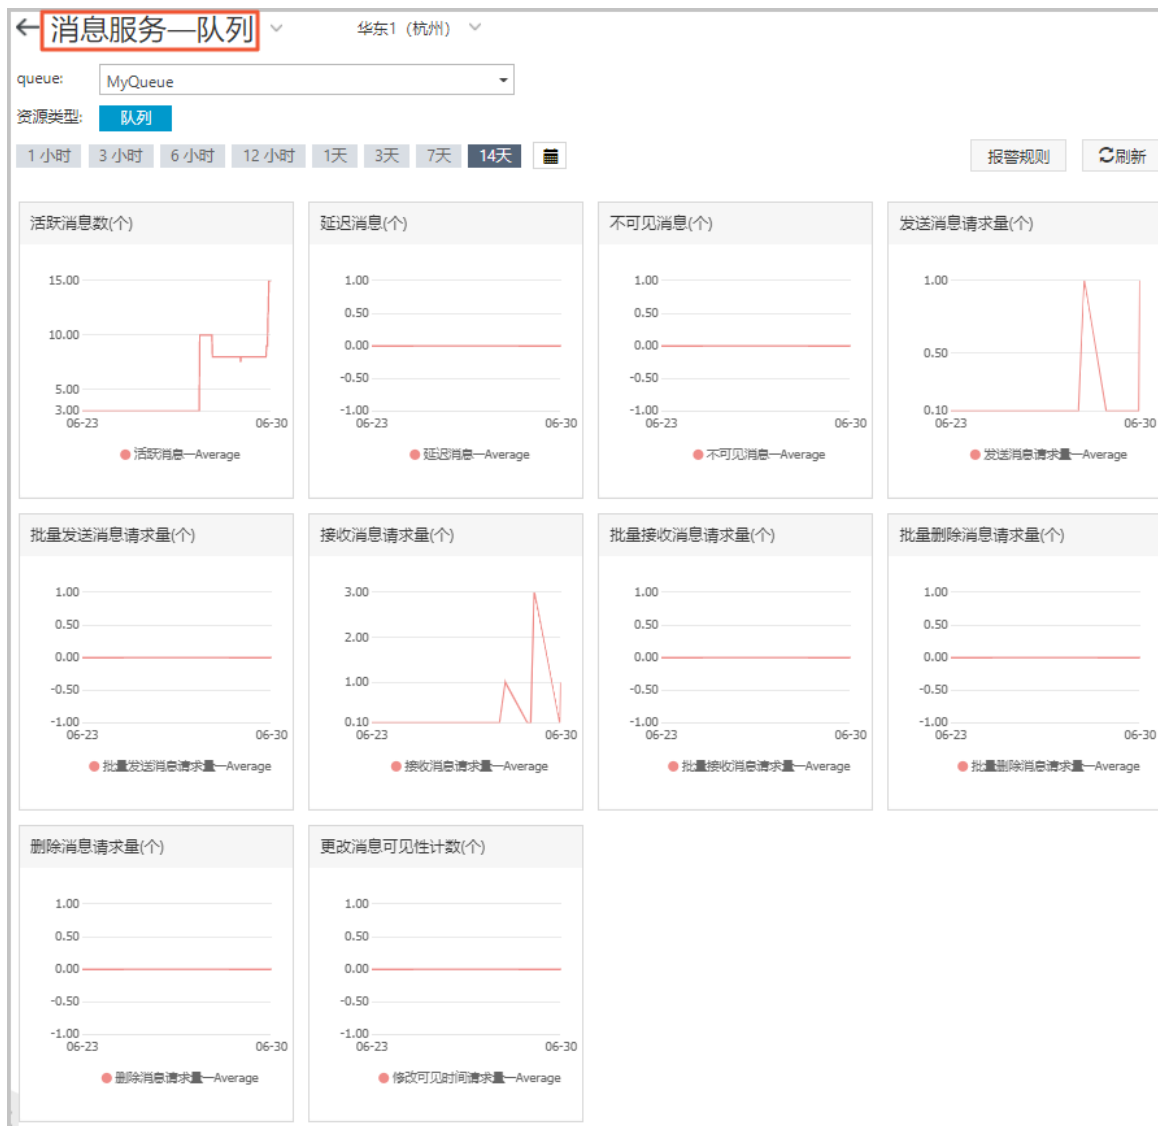 消息服务—队列 华东1（杭州）
queue: MyQueue
资源类型: 队列
1 小时 3 小时 6 小时 12 小时 1天 3天 7天 14天 报警规则 刷新
活跃消息数(个)
15.00
10.00
5.00
3.00
06-23 06-30
活跃消息—Average
延迟消息(个)
1.00
0.50
0.00
-0.50
-1.00
06-23 06-30
延迟消息—Average
不可见消息(个)
1.00
0.50
0.00
-0.50
-1.00
06-23 06-30
不可见消息—Average
发送消息请求量(个)
1.00
0.50
0.10
06-23 06-30
发送消息请求量—Average
批量发送消息请求量(个)
1.00
0.50
0.00
-0.50
-1.00
06-23 06-30
批量发送消息请求量—Average
接收消息请求量(个)
3.00
2.00
1.00
0.10
06-23 06-30
接收消息请求量—Average
批量接收消息请求量(个)
1.00
0.50
0.00
-0.50
-1.00
06-23 06-30
批量接收消息请求量—Average
批量删除消息请求量(个)
1.00
0.50
0.00
-0.50
-1.00
06-23 06-30
批量删除消息请求量—Average
删除消息请求量(个)
1.00
0.50
0.00
-0.50
-1.00
06-23 06-30
删除消息请求量—Average
更改消息可见性计数(个)
1.00
0.50
0.00
-0.50
-1.00
06-23 06-30
修改可见时间请求量—Average